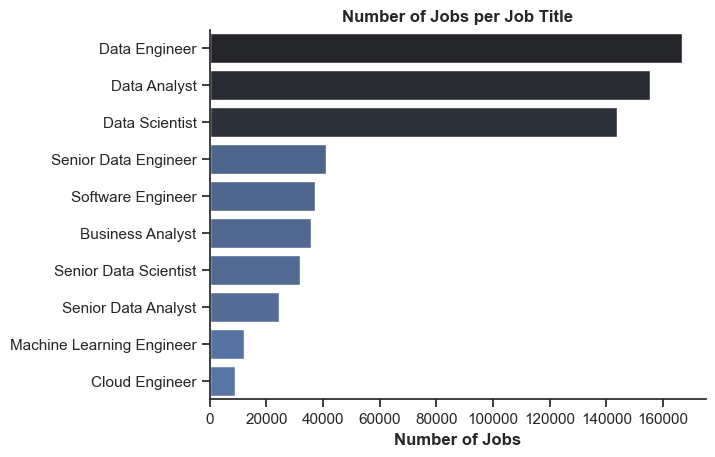 Number of Jobs per Job Title
Data Engineer
Data Analyst
Data Scientist
Senior Data Engineer
Software Engineer
Business Analyst
Senior Data Scientist
Senior Data Analyst
Machine Learning Engineer
Cloud Engineer
0 20000 40000 60000 80000 100000 120000 140000 160000
Number of Jobs